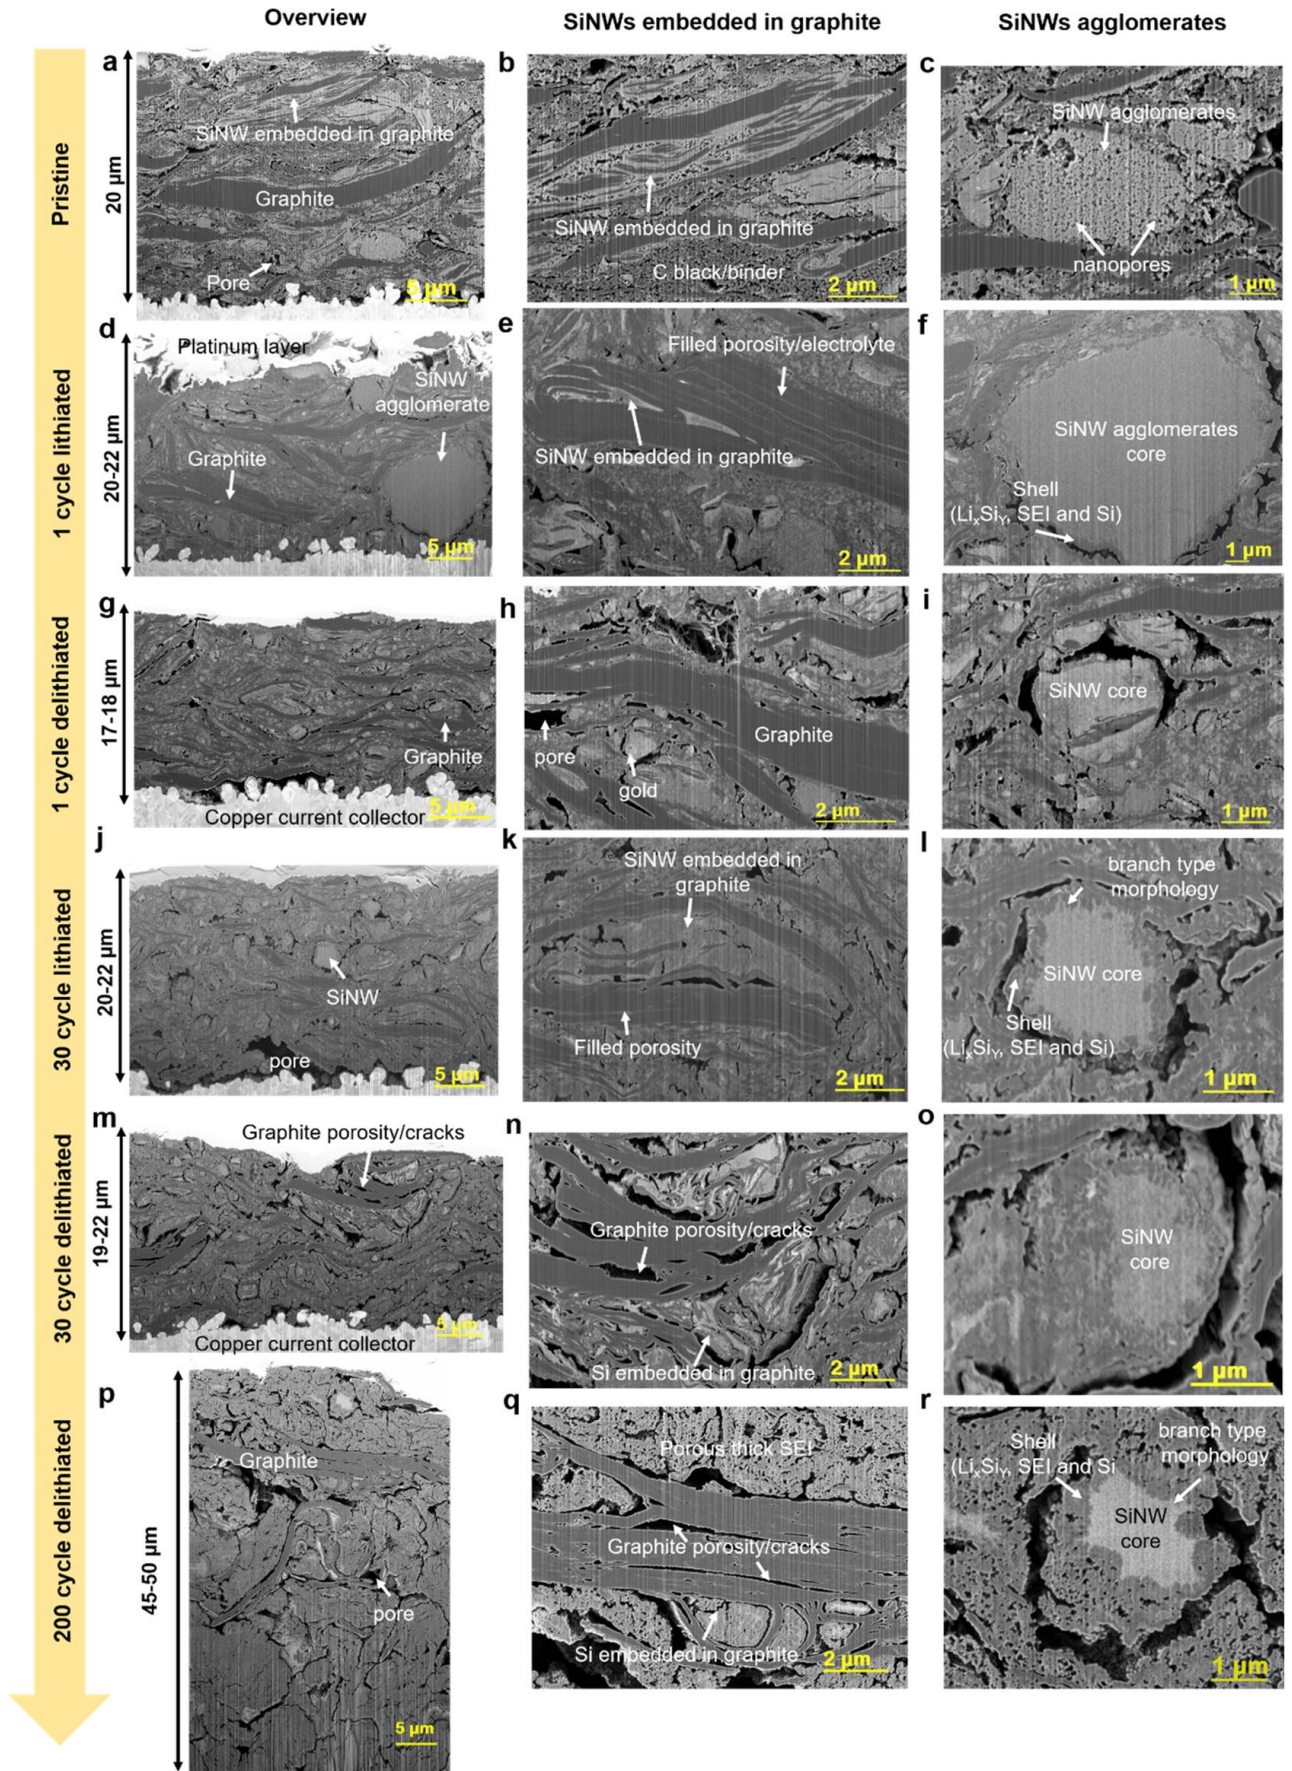 Overview
SiNWs embedded in graphite
SiNWs agglomerates
Pristine
a
20 µm
SiNW embedded in graphite
Graphite
Pore
5 µm
b
SiNW embedded in graphite
C black/binder
2 µm
c
SiNW agglomerates
nanopores
1 µm
1 cycle lithiated
d
20-22 µm
Platinum layer
SiNW
agglomerate
Graphite
5 µm
e
Filled porosity/electrolyte
SiNW embedded in graphite
2 µm
f
SiNW agglomerates
core
Shell
(LixSiY, SEI and Si)
1 µm
1 cycle delithiated
g
17-18 µm
Graphite
5 µm
Copper current collector
h
Graphite
pore
gold
2 µm
i
SiNW core
1 µm
30 cycle lithiated
j
20-22 µm
SiNW
pore
5 µm
k
SiNW embedded in
graphite
Filled porosity
2 µm
l
branch type
morphology
SiNW core
Shell
(LixSiY, SEI and Si)
1 µm
30 cycle delithiated
m
19-22 µm
Graphite porosity/cracks
5 µm
Copper current collector
n
Graphite porosity/cracks
Si embedded in graphite
2 µm
o
SiNW
core
1 µm
200 cycle delithiated
p
45-50 µm
Graphite
pore
5 µm
q
Porous thick SEI
Graphite porosity/cracks
Si embedded in graphite
2 µm
r
Shell
(LixSiY, SEI and Si
branch type
morphology
SiNW
core
1 µm